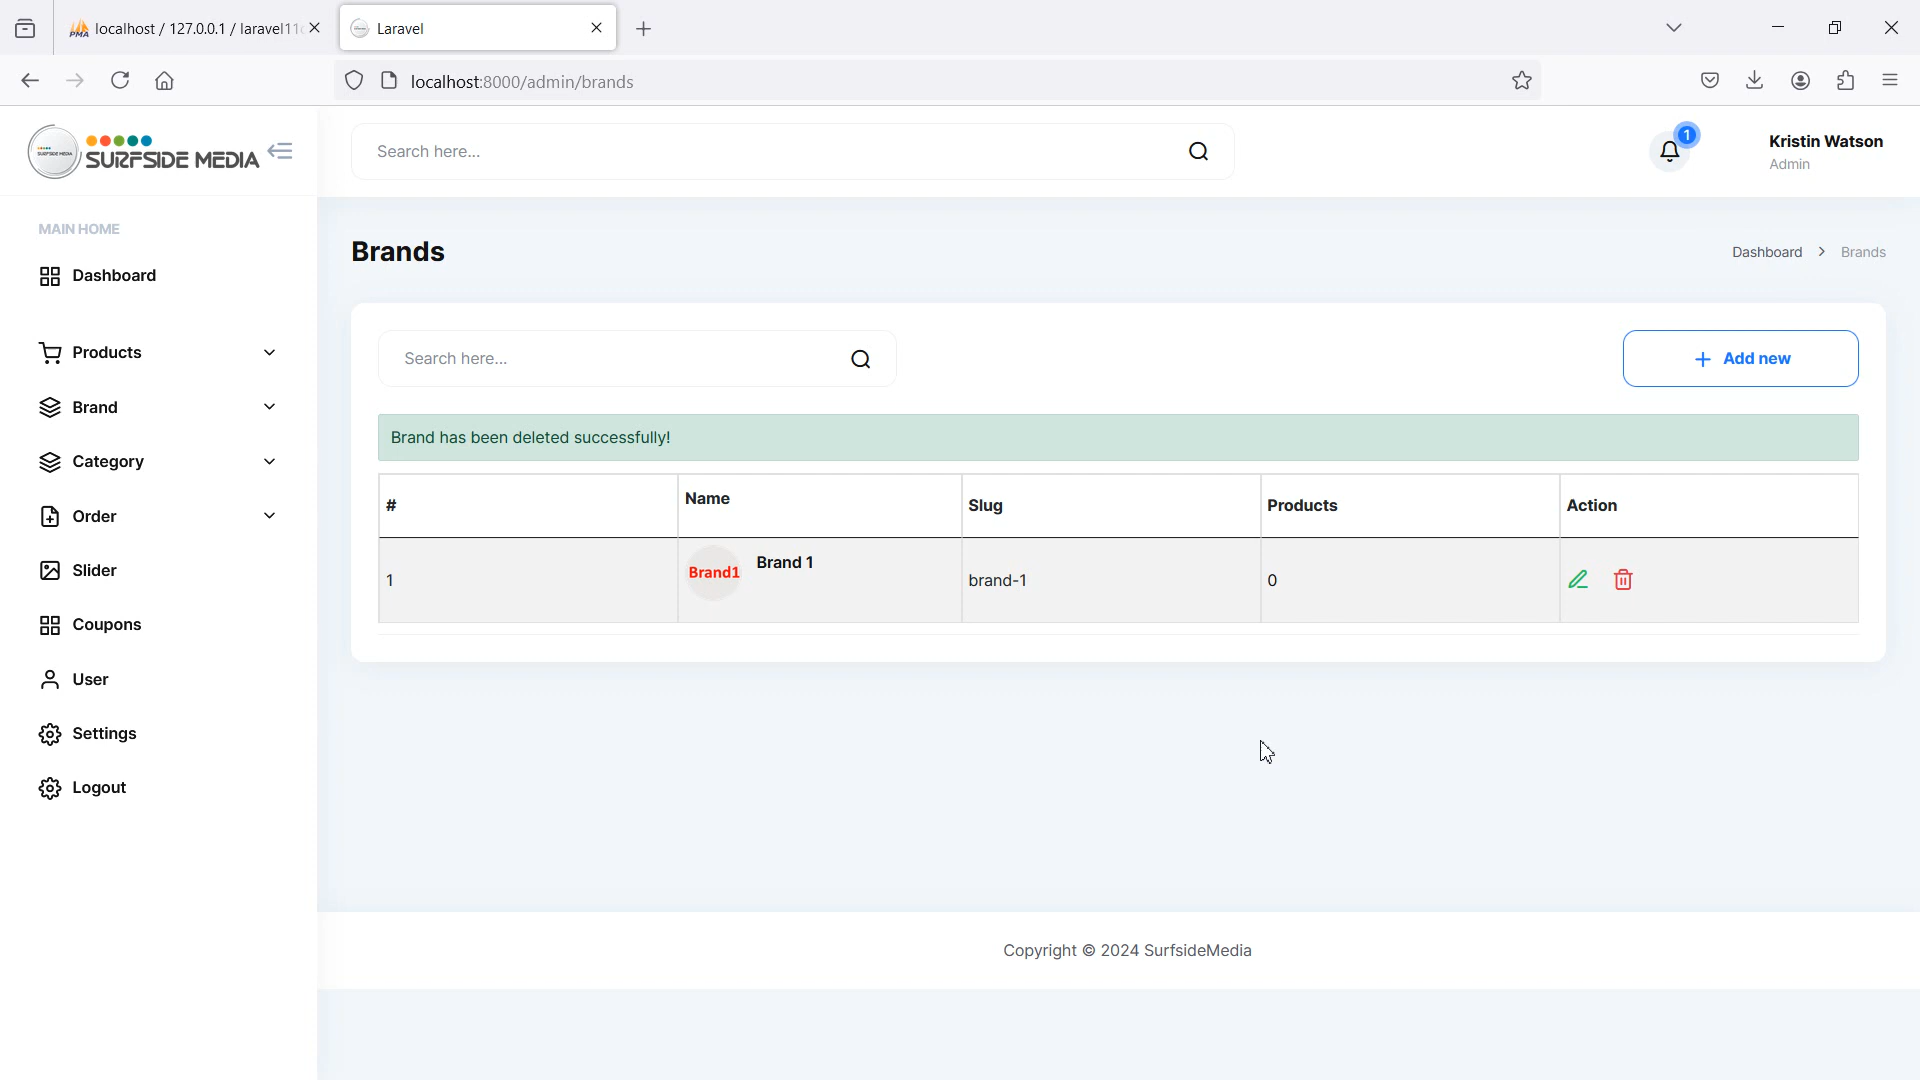 localhost / 127.0.0.1 / laravel11
Laravel
localhost:8000/admin/brands
SURFSIDE MEDIA
SURFSIDE MEDIA
Search here...
1
Kristin Watson
Admin
MAIN HOME
Dashboard
Products
Brand
Category
Order
Slider
Coupons
User
Settings
Logout
Brands
Dashboard > Brands
Search here...
+ Add new
Brand has been deleted successfully!
# Name Slug Products Action
1 Brand1 Brand 1 brand-1 0
Copyright © 2024 SurfsideMedia